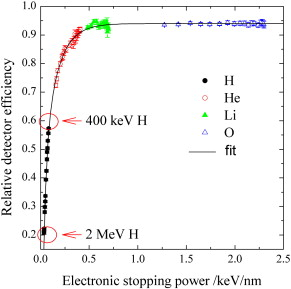 1.0
0.9
0.8
0.7
0.6
0.5
0.4
0.3
0.2
Relative detector efficiency
H
He
Li
O
fit
400 keV H
2 MeV H
0.0 0.5 1.0 1.5 2.0 2.5
Electronic stopping power /keV/nm